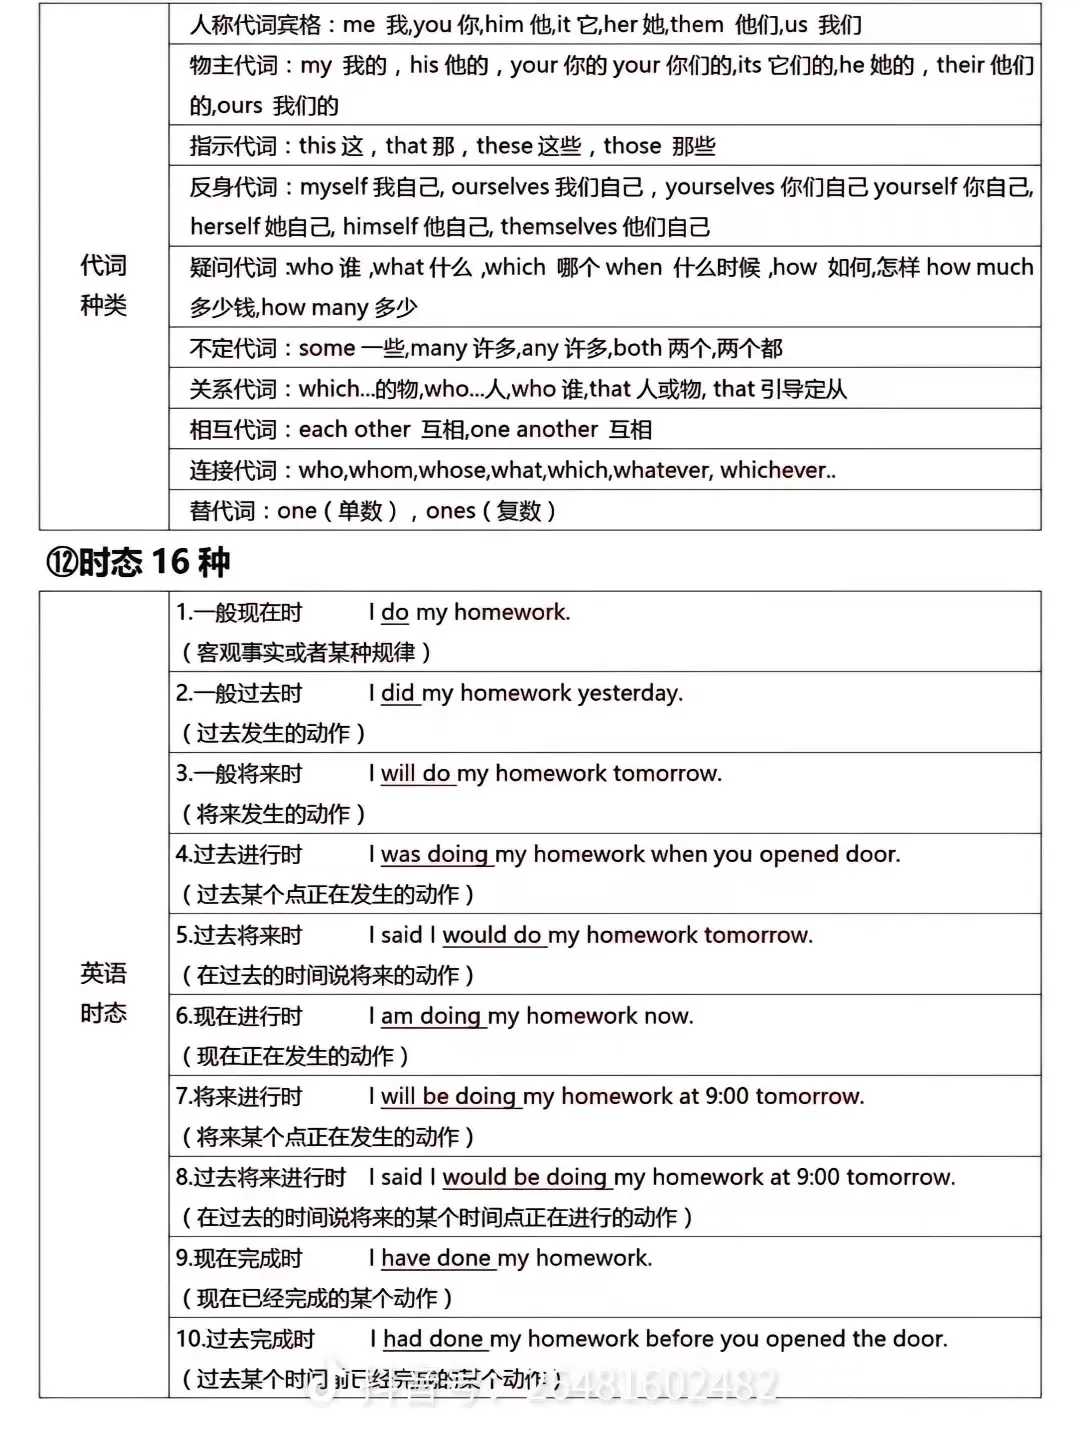 人称代词宾格：me 我,you 你,him 他,it 它,her 她,them 他们,us 我们
物主代词：my 我的，his 他的，your 你的 your 你们的,its 它们的,he 她的，their 他们
的,ours 我们的
指示代词：this 这，that 那，these 这些，those 那些
反身代词：myself 我自己, ourselves 我们自己，yourselves 你们自己 yourself 你自己,
herself 她自己, himself 他自己, themselves 他们自己
代词
种类
疑问代词 :who 谁 ,what 什么 ,which 哪个 when 什么时候 ,how 如何,怎样 how much
多少钱,how many 多少
不定代词：some 一些,many 许多,any 许多,both 两个,两个都
关系代词：which...的物,who...人,who 谁,that 人或物, that 引导定从
相互代词：each other 互相,one another 互相
连接代词：who,whom,whose,what,which,whatever, whichever..
替代词：one（单数），ones（复数）
⑫时态 16 种
英语
时态
1.一般现在时 I do my homework.
（客观事实或者某种规律）
2.一般过去时 I did my homework yesterday.
（过去发生的动作）
3.一般将来时 I will do my homework tomorrow.
（将来发生的动作）
4.过去进行时 I was doing my homework when you opened door.
（过去某个点正在发生的动作）
5.过去将来时 I said I would do my homework tomorrow.
（在过去的时间说将来的动作）
6.现在进行时 I am doing my homework now.
（现在正在发生的动作）
7.将来进行时 I will be doing my homework at 9:00 tomorrow.
（将来某个点正在发生的动作）
8.过去将来进行时 I said I would be doing my homework at 9:00 tomorrow.
（在过去的时间说将来的某个时间点正在进行的动作）
9.现在完成时 I have done my homework.
（现在已经完成的某个动作）
10.过去完成时 I had done my homework before you opened the door.
（过去某个时间前已经完成的某个动作）
抖音号：26481602482